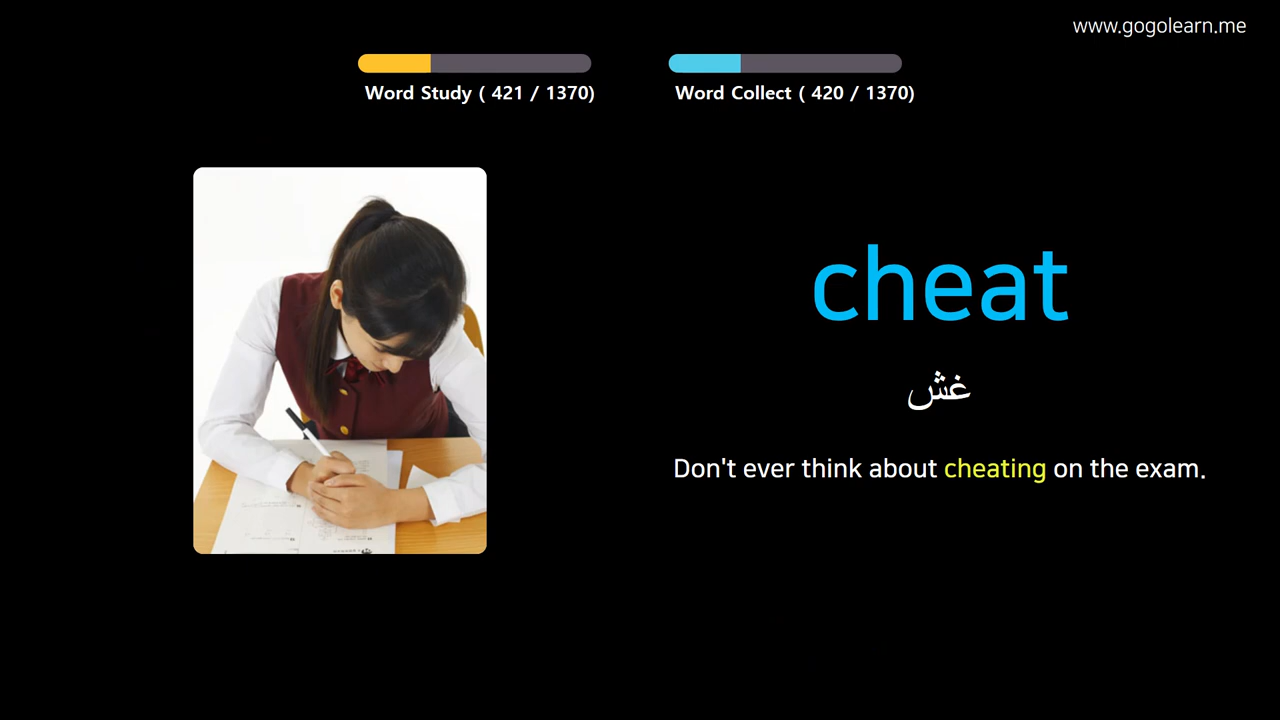 www.gogolearn.me
Word Study ( 421 / 1370)
Word Collect ( 420 / 1370)
cheat
غش
Don't ever think about cheating on the exam.